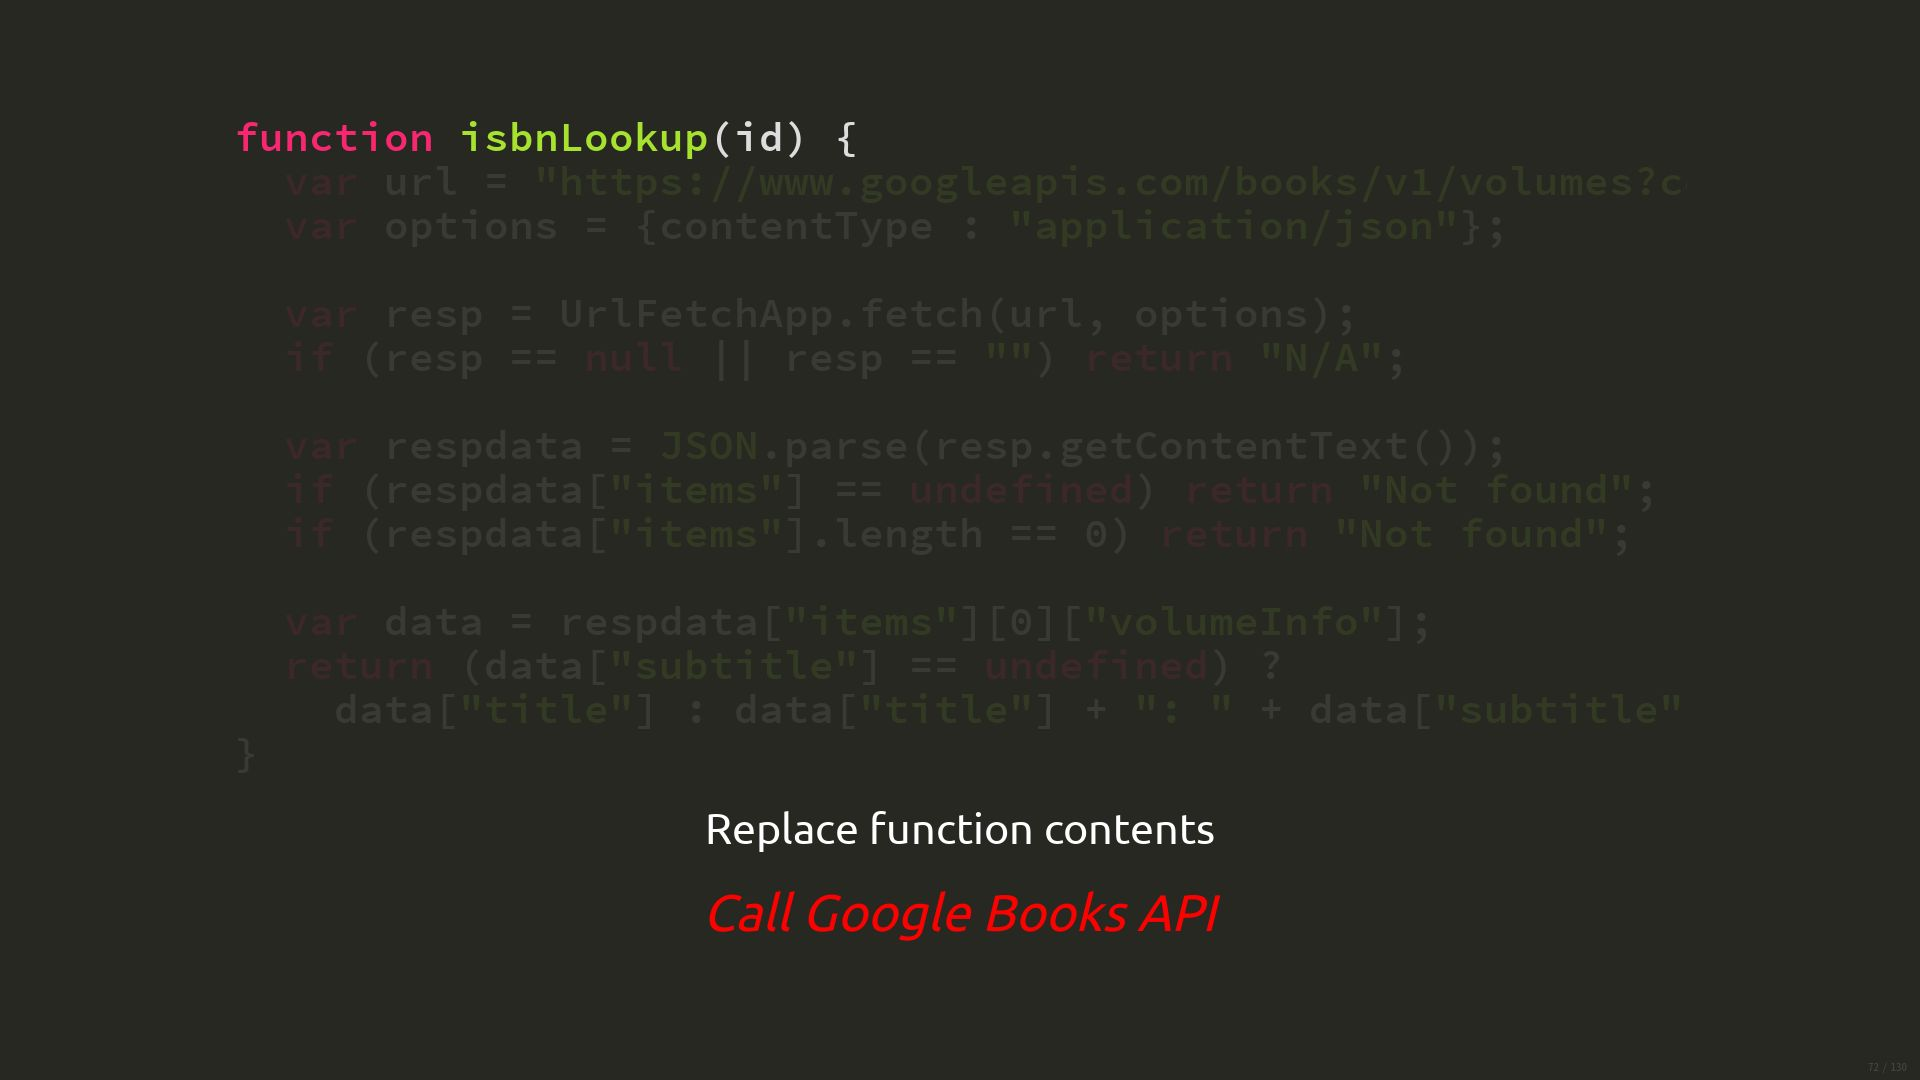 function isbnLookup(id) {
  var url = "https://www.googleapis.com/books/v1/volumes?c
  var options = {contentType : "application/json"};
  var resp = UrlFetchApp.fetch(url, options);
  if (resp == null || resp == "") return "N/A";
  var respdata = JSON.parse(resp.getContentText());
  if (respdata["items"] == undefined) return "Not found";
  if (respdata["items"].length == 0) return "Not found";
  var data = respdata["items"][0]["volumeInfo"];
  return (data["subtitle"] == undefined) ?
    data["title"] : data["title"] + ": " + data["subtitle"
}
Replace function contents
Call Google Books API
72 / 130